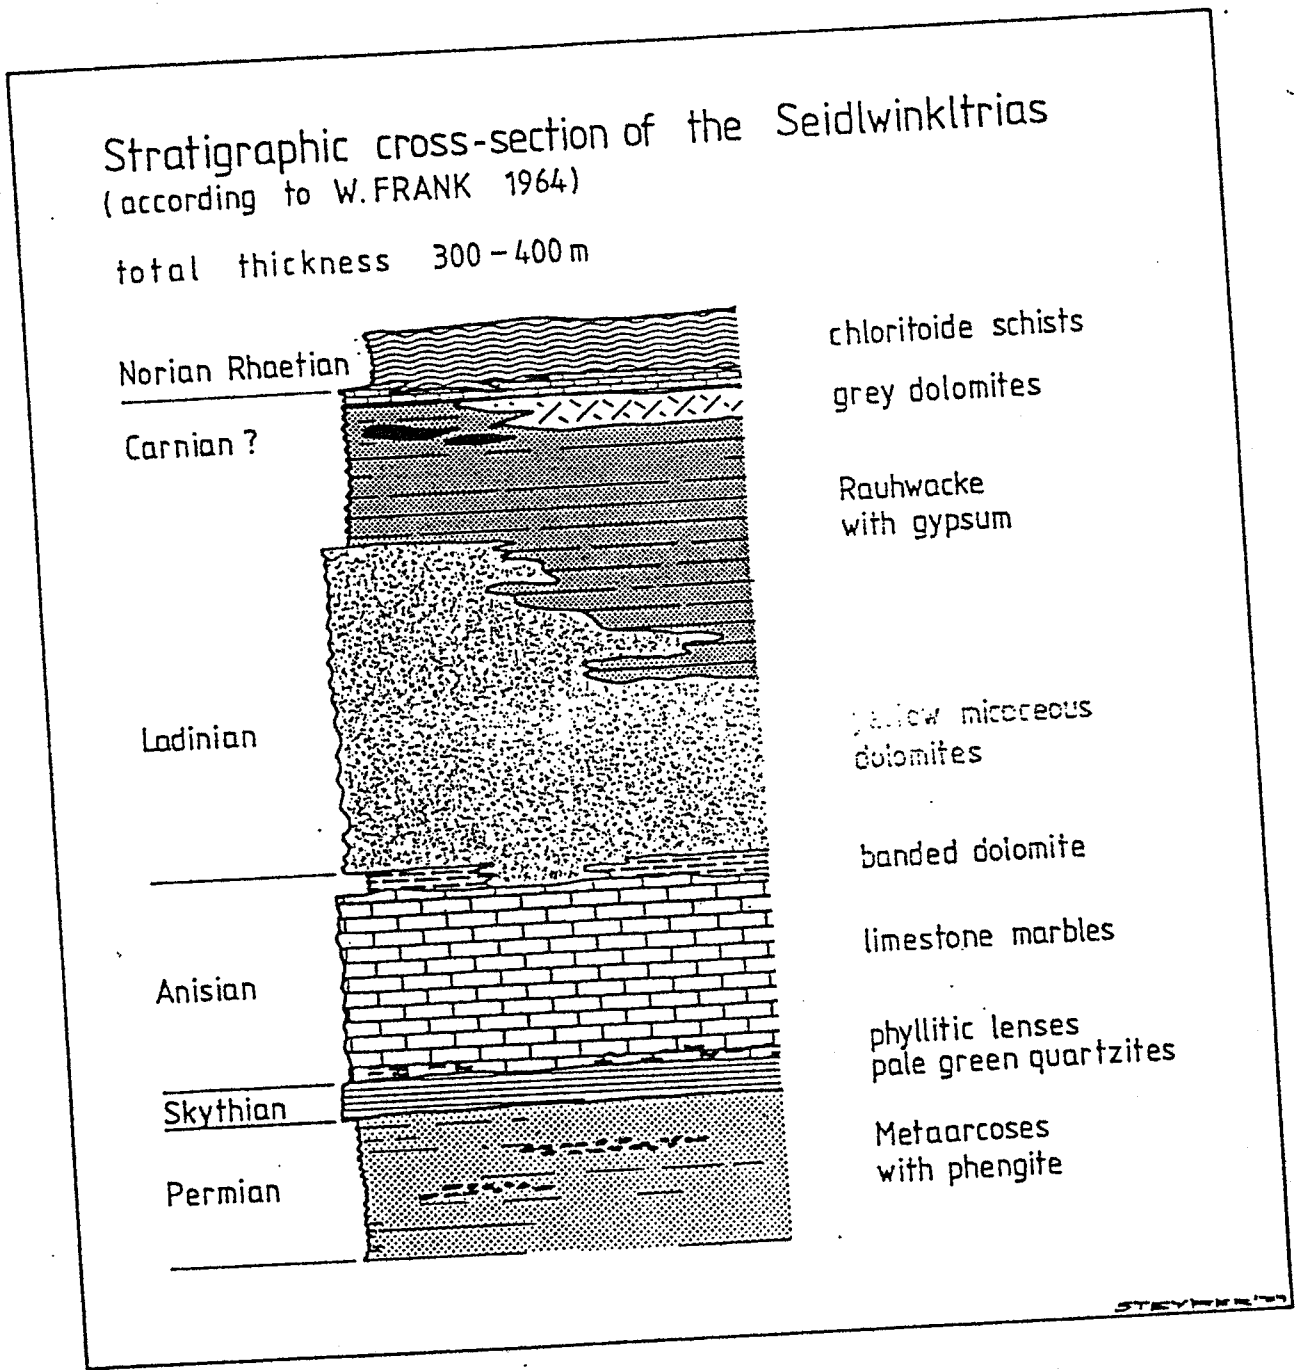 Stratigraphic cross-section of the Seidlwinkltrias
(according to W. FRANK 1964)
total thickness 300-400m
chloritoide schists
Norian Rhaetian
grey dolomites
Carnian ?
Rauhwacke
with gypsum
Ladinian
micaceous
dolomites
banded dolomite
limestone marbles
Anisian
phyllitic lenses
pale green quartzites
Skythian
Metaarcoses
with phengite
Permian